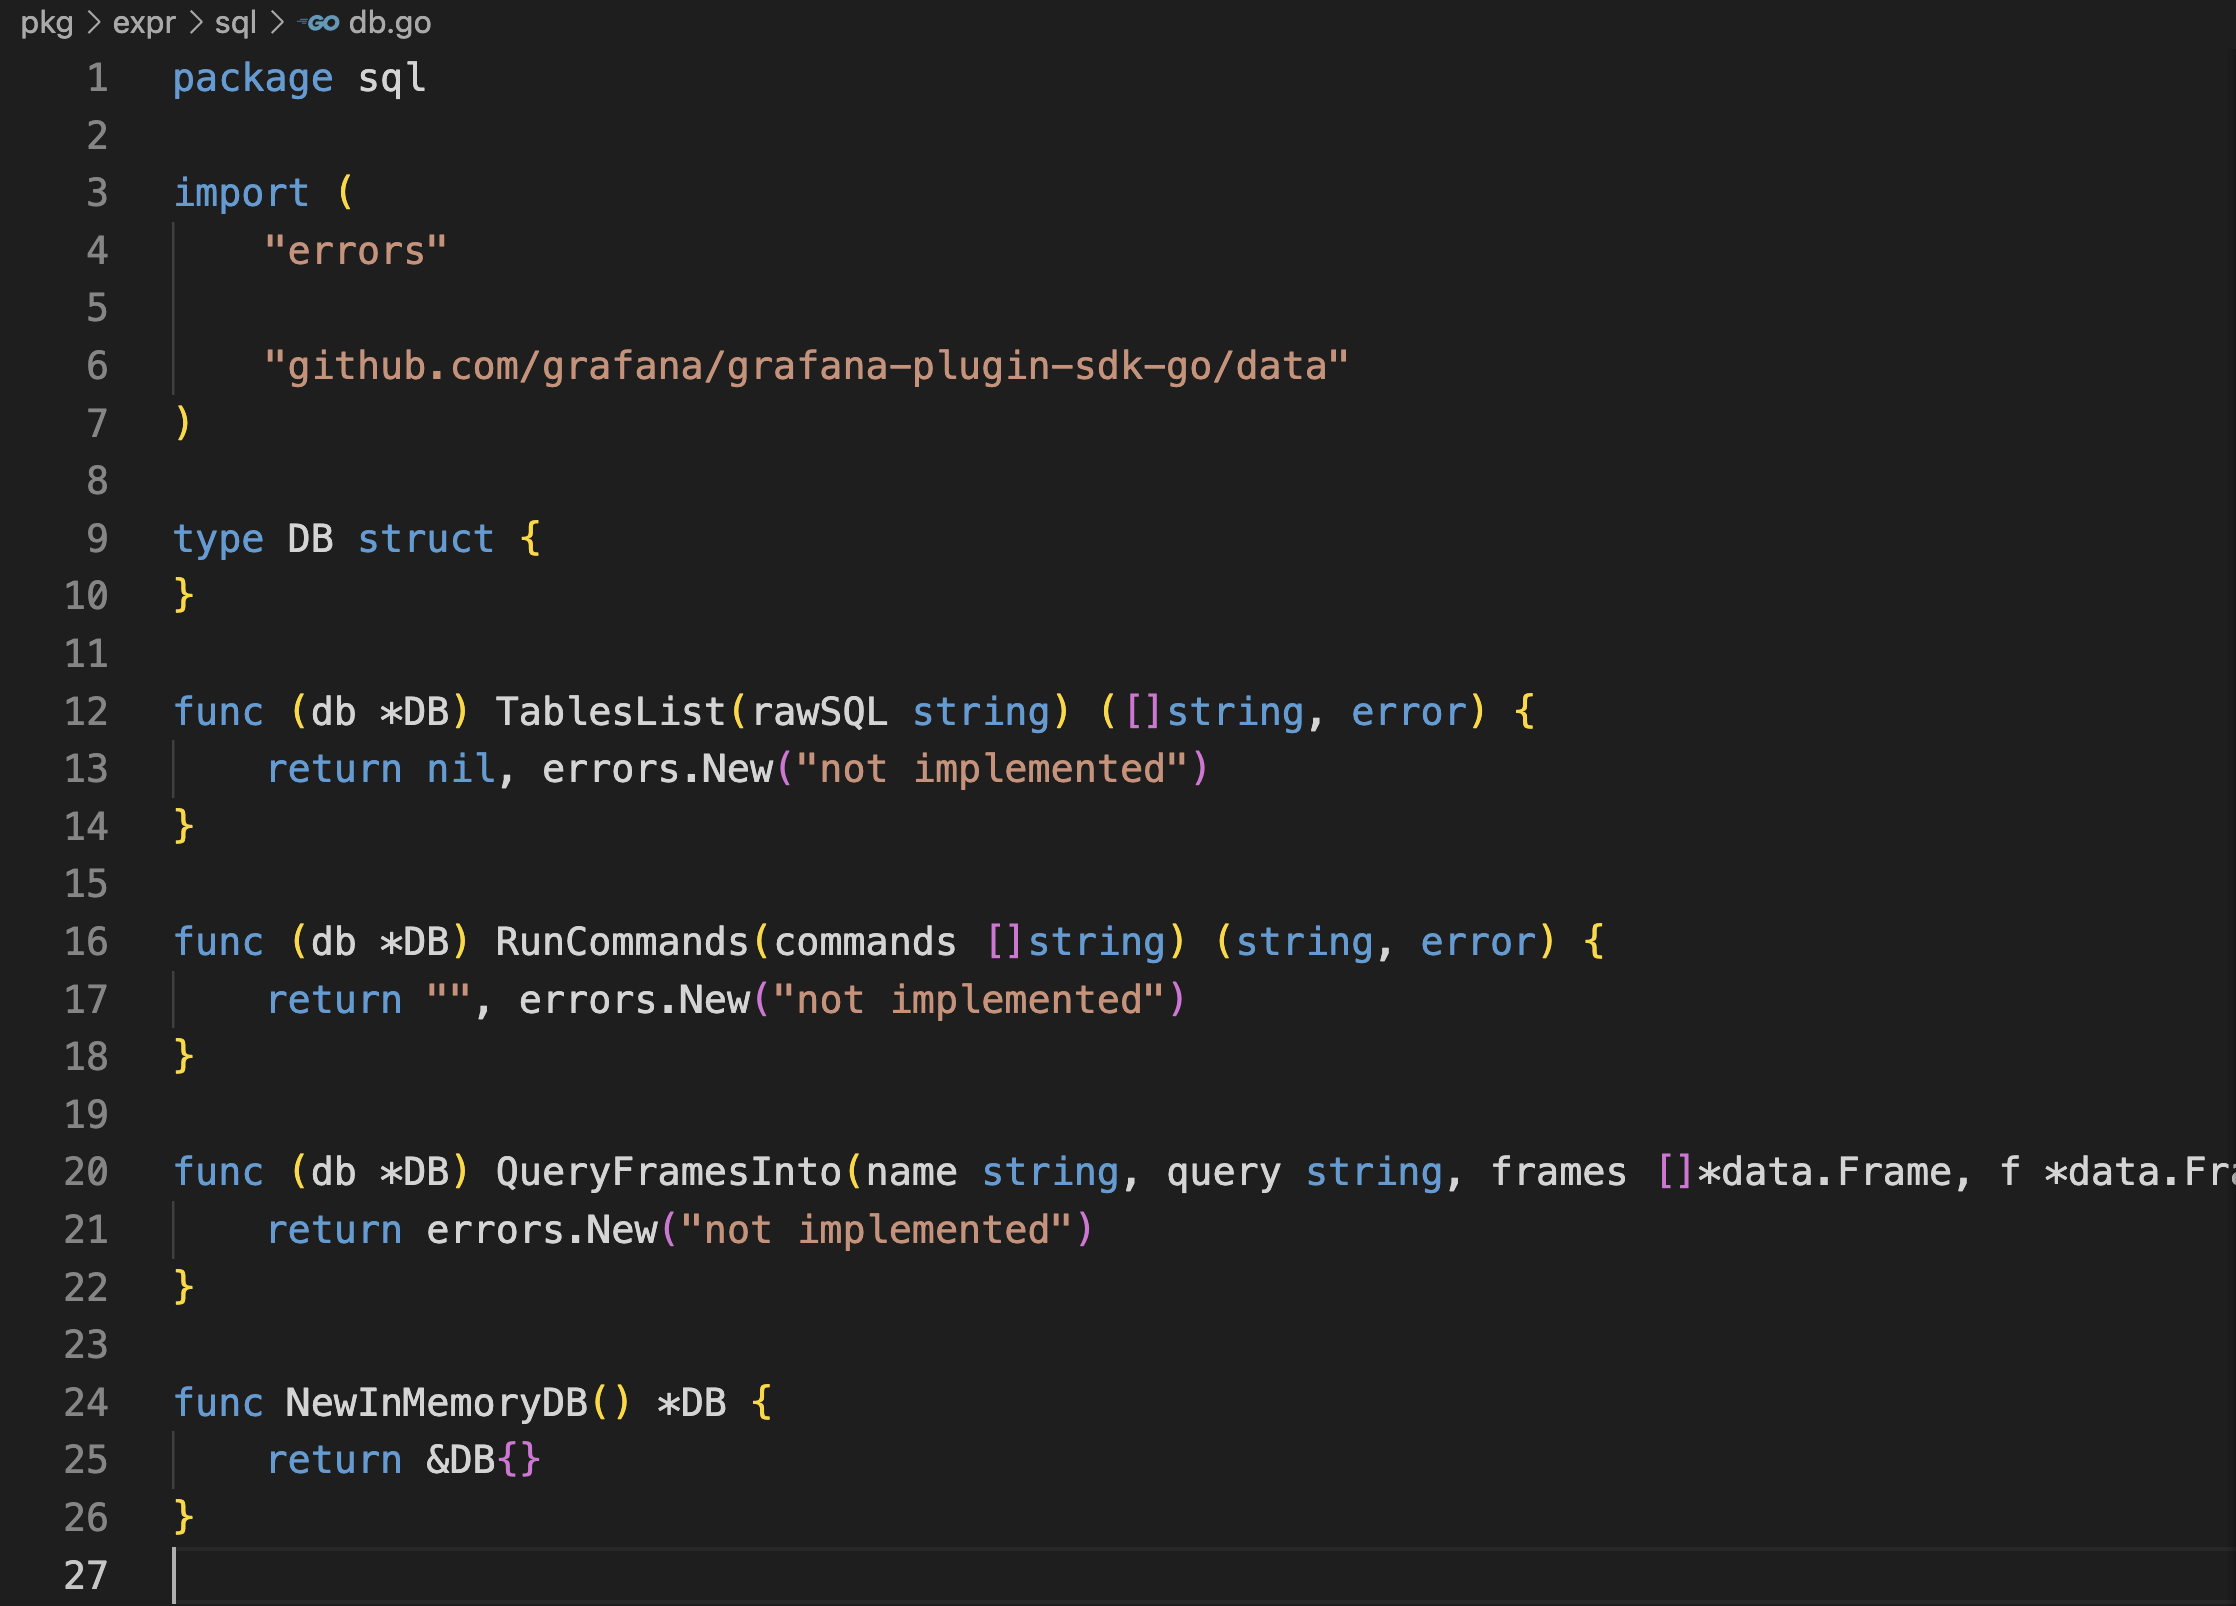 pkg > expr > sql > GO db.go
1 package sql
2
3 import (
4     "errors"
5
6     "github.com/grafana/grafana-plugin-sdk-go/data"
7 )
8
9 type DB struct {
10 }
11
12 func (db *DB) TablesList(rawSQL string) ([]string, error) {
13     return nil, errors.New("not implemented")
14 }
15
16 func (db *DB) RunCommands(commands []string) (string, error) {
17     return "", errors.New("not implemented")
18 }
19
20 func (db *DB) QueryFramesInto(name string, query string, frames []*data.Frame, f *data.Fra
21     return errors.New("not implemented")
22 }
23
24 func NewInMemoryDB() *DB {
25     return &DB{}
26 }
27